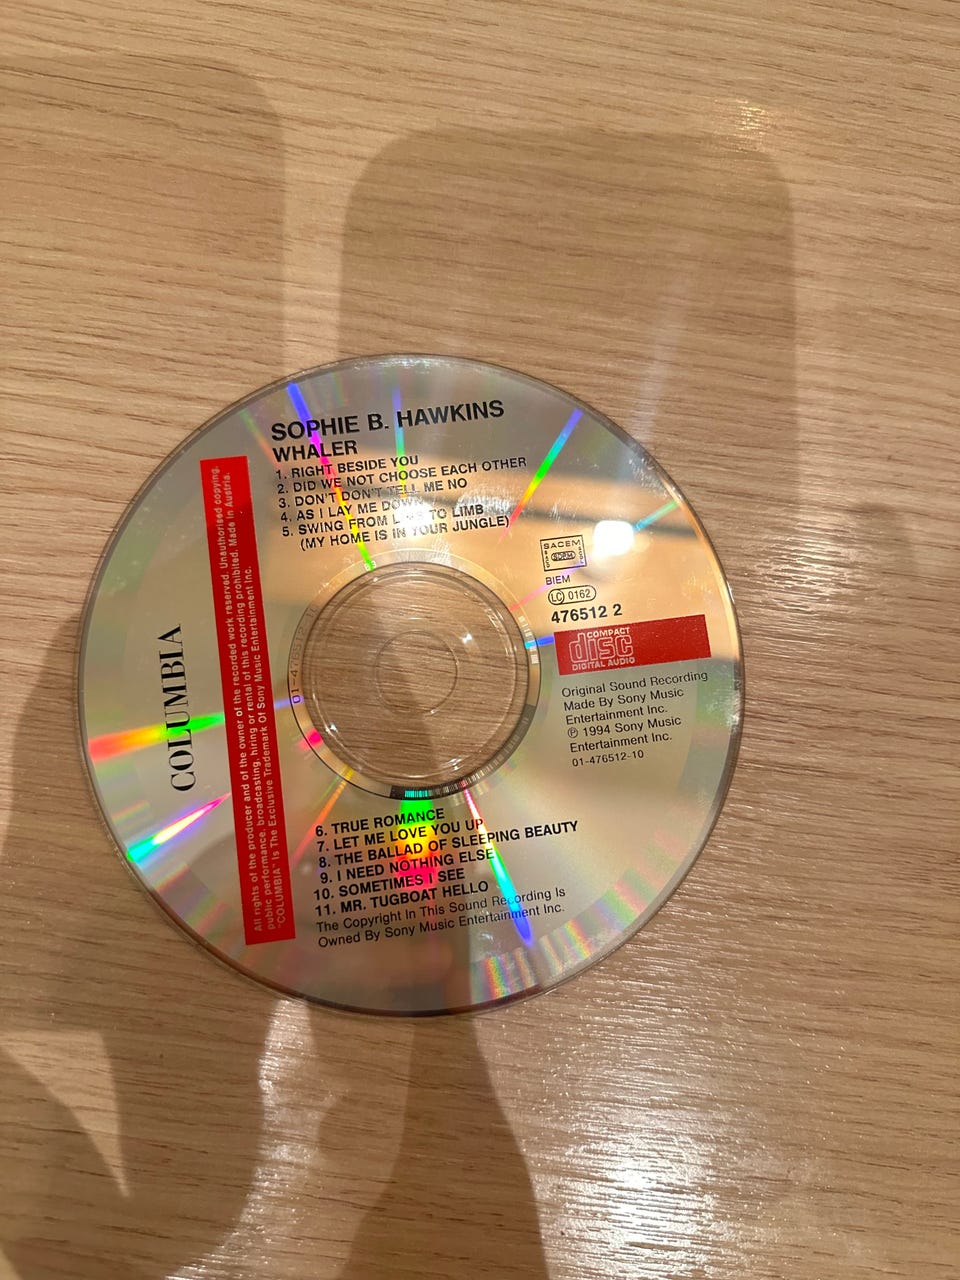 SOPHIE B. HAWKINS
WHALER
1. RIGHT BESIDE YOU
2. DID WE NOT CHOOSE EACH OTHER
3. DON'T DON'T TELL ME NO
4. AS I LAY ME DOWN
5. SWING FROM TO LIMB
(MY HOME IS IN YOUR JUNGLE)
SACEM
BIEM
LC 0162
476512 2
COMPACT
disc
DIGITAL AUDIO
Original Sound Recording
Made By Sony Music
Entertainment Inc.
℗ 1994 Sony Music
Entertainment Inc.
01-476512-10
COLUMBIA
All rights of the producer and of the owner of the recorded work reserved. Unauthorised copying,
public performance, broadcasting, hiring or rental of this recording prohibited. Made In Austria.
"COLUMBIA" Is The Exclusive Trademark Of Sony Music Entertainment Inc.
6. TRUE ROMANCE
7. LET ME LOVE YOU UP
8. THE BALLAD OF SLEEPING BEAUTY
9. I NEED NOTHING ELSE
10. SOMETIMES I SEE
11. MR. TUGBOAT HELLO
The Copyright In This Sound Recording Is
Owned By Sony Music Entertainment Inc.